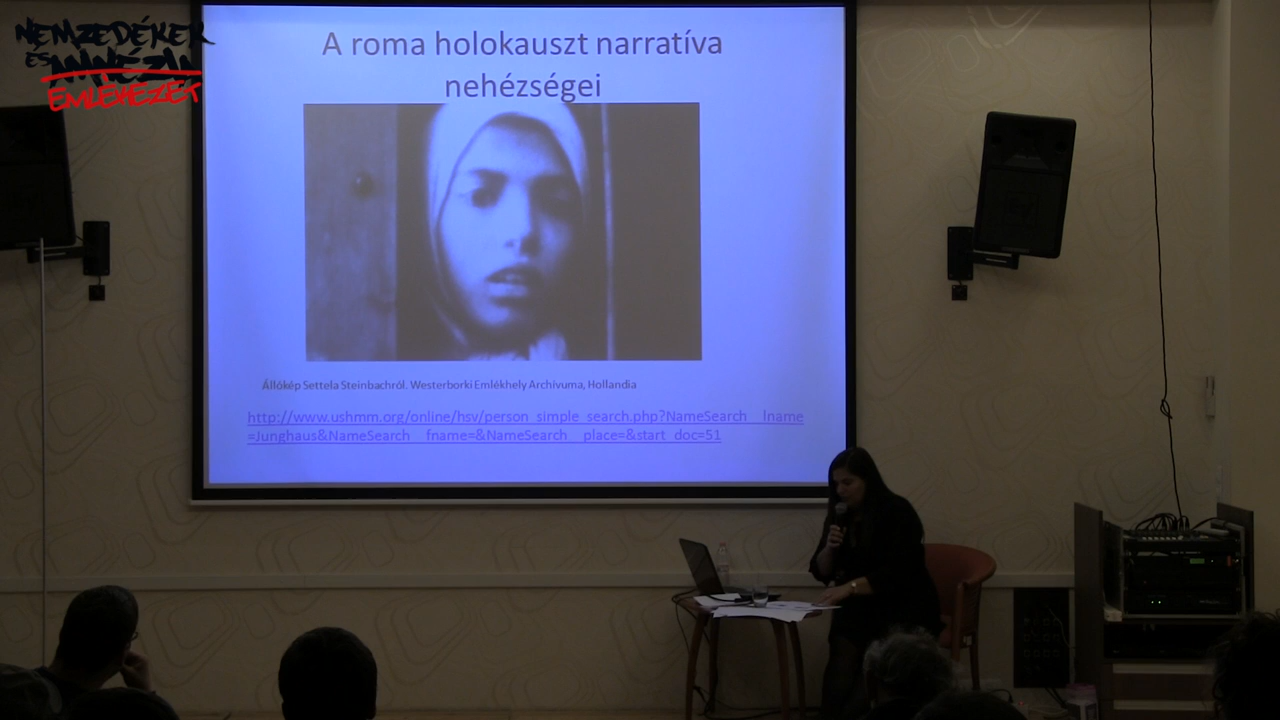 NEMZEDÉKEK
ÉS AMNÉZIA
EMLÉKEZET
A roma holokauszt narratíva
nehézségei
Állókép Settela Steinbachról. Westerborki Emlékhely Archivuma, Hollandia
http://www.ushmm.org/online/hsv/person_simple_search.php?NameSearch__lname
=Junghaus&NameSearch__fname=&NameSearch__place=&start_doc=51